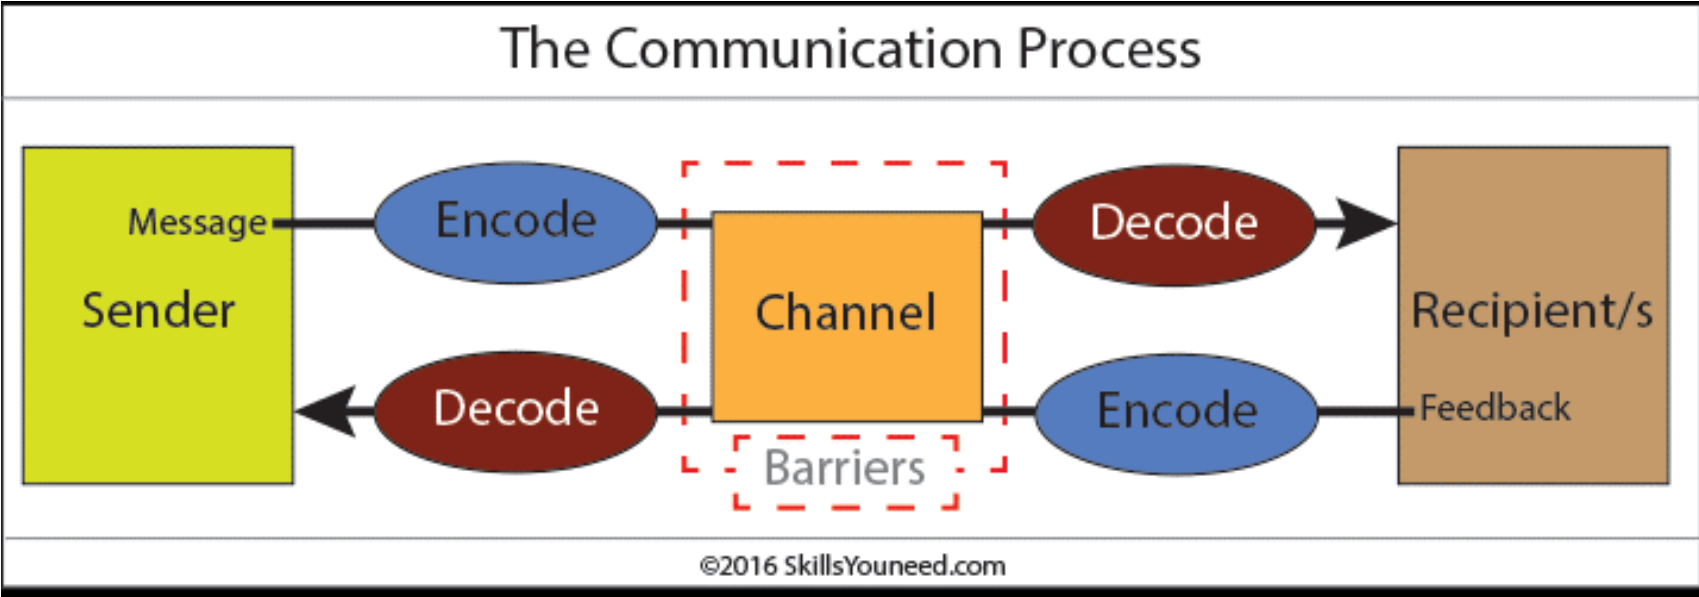 The Communication Process
Message
Encode
Decode
Sender
Channel
Recipient/s
Decode
Encode
Feedback
Barriers
©2016 SkillsYouneed.com